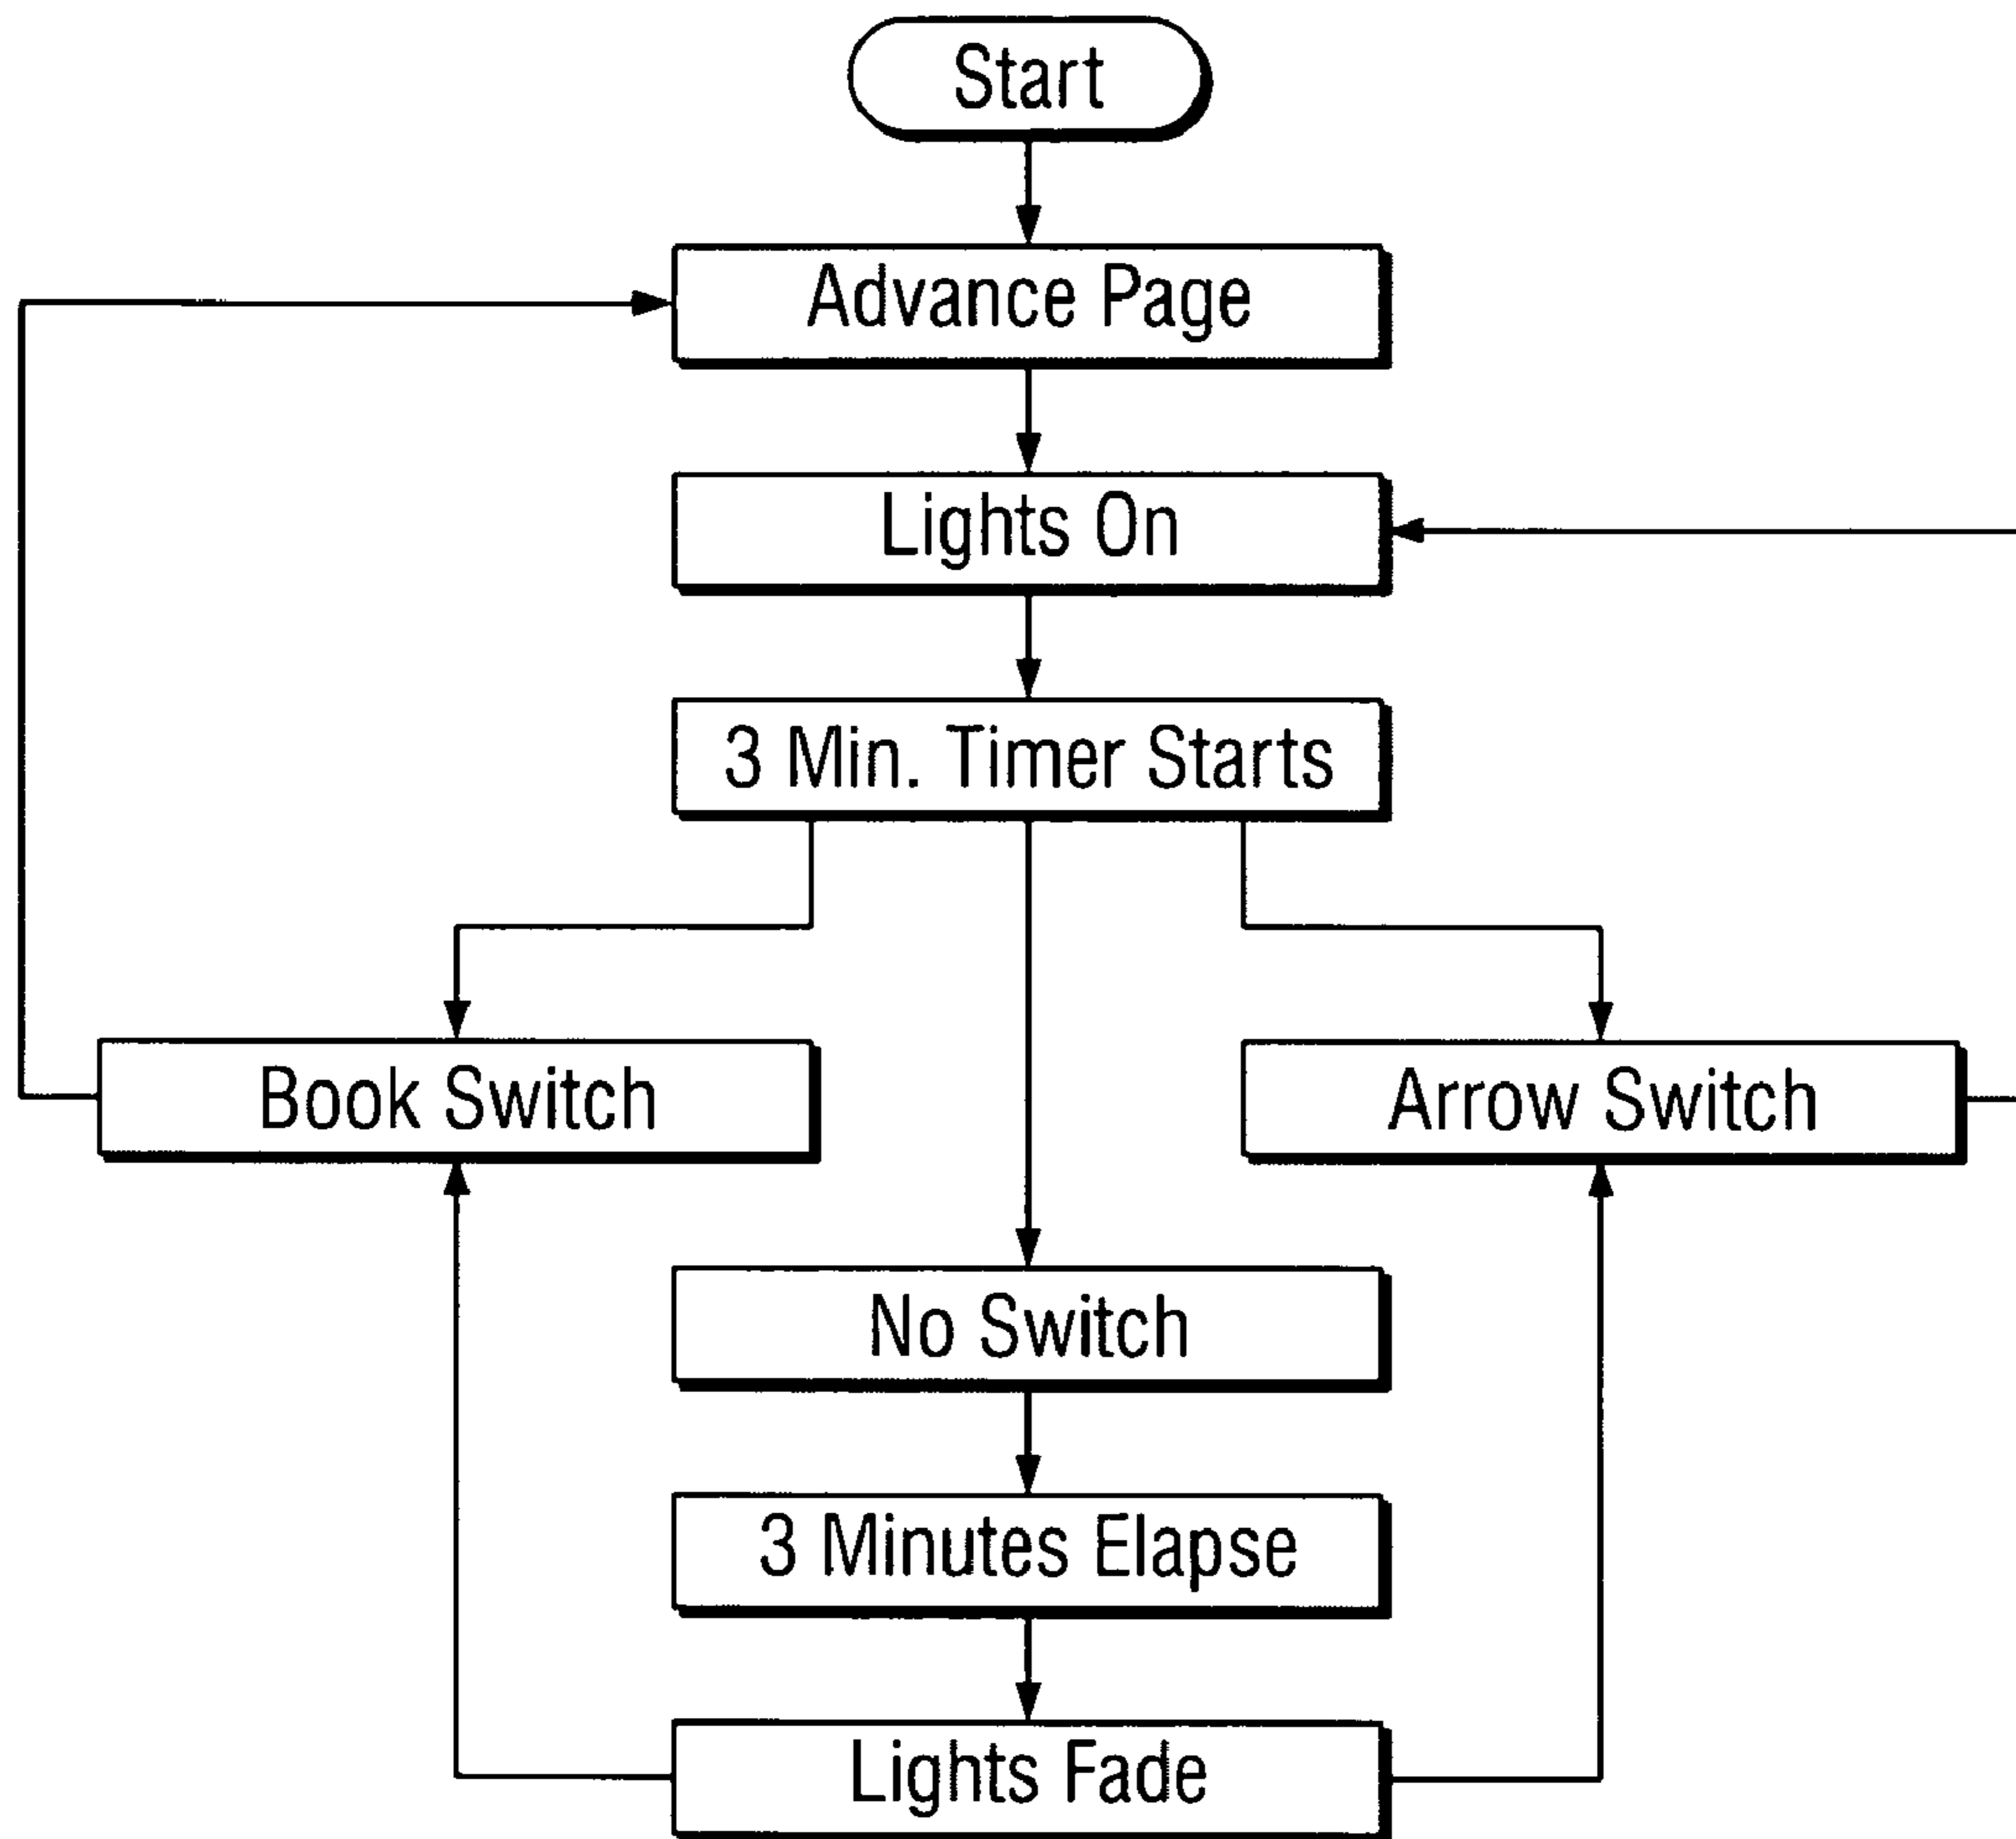 Start
Advance Page
Lights On
3 Min. Timer Starts
Book Switch
Arrow Switch
No Switch
3 Minutes Elapse
Lights Fade